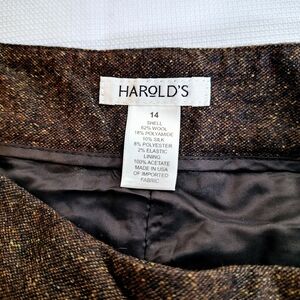 HAROLD'S
14
SHELL
62% WOOL
18% POLYAMIDE
10% SILK
8% POLYESTER
2% ELASTIC
LINING
100% ACETATE
MADE IN USA
OF IMPORTED
FABRIC